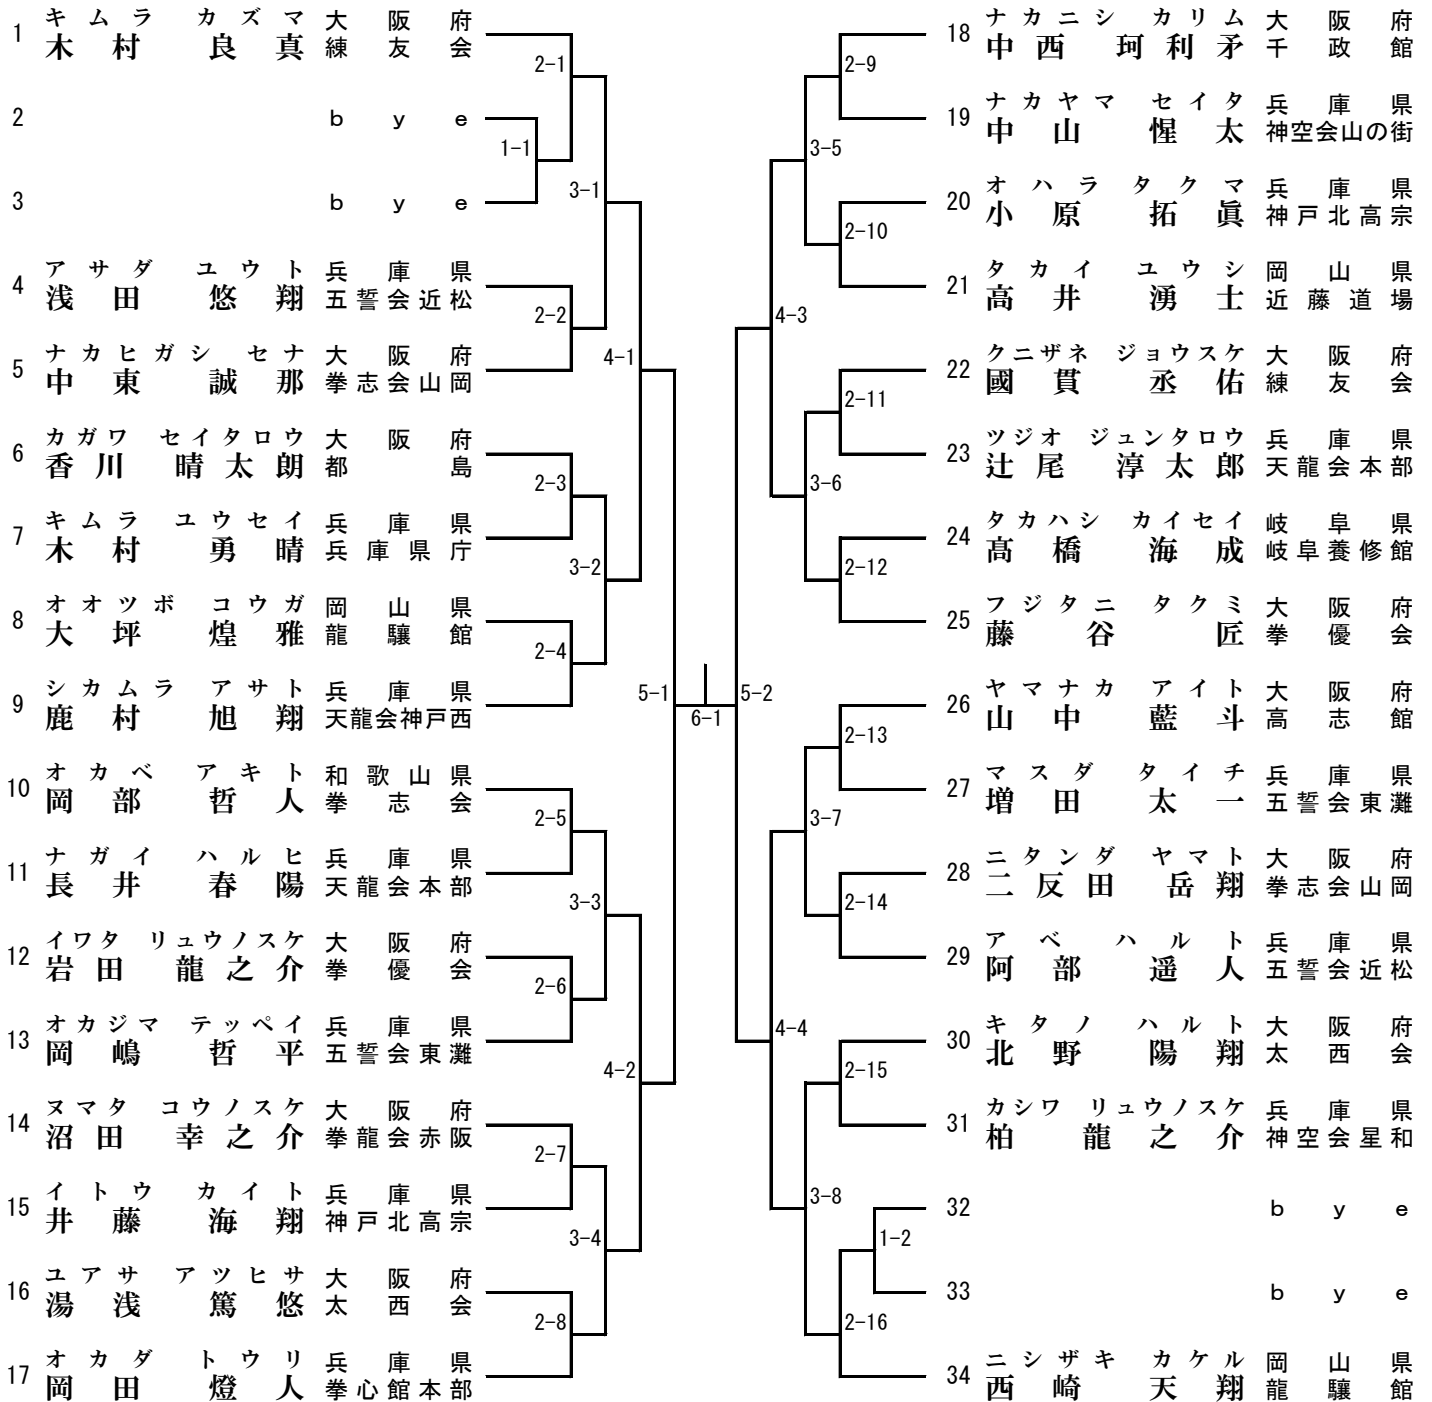 1 キムラ カズマ 大阪府
木村 良真 練友会
2 bye
3 bye
4 アサダ ユウト 兵庫県
浅田 悠翔 五誓会近松
5 ナカヒガシ セナ 大阪府
中東 誠那 拳志会山岡
6 カガワ セイタロウ 大阪府
香川 晴太朗 都島
7 キムラ ユウセイ 兵庫県
木村 勇晴 兵庫県庁
8 オオツボ コウガ 岡山県
大坪 煌雅 龍驤館
9 シカムラ アサト 兵庫県
鹿村 旭翔 天龍会神戸西
10 オカベ アキト 和歌山県
岡部 哲人 拳志会
11 ナガイ ハルヒ 兵庫県
長井 春陽 天龍会本部
12 イワタ リュウノスケ 大阪府
岩田 龍之介 拳優会
13 オカジマ テッペイ 兵庫県
岡嶋 哲平 五誓会東灘
14 ヌマタ コウノスケ 大阪府
沼田 幸之介 拳龍会赤阪
15 イトウ カイト 兵庫県
井藤 海翔 神戸北高宗
16 ユアサ アツヒサ 大阪府
湯浅 篤悠 太西会
17 オカダ トウリ 兵庫県
岡田 燈人 拳心館本部
2-1
1-1
3-1
2-2
4-1
2-3
3-2
2-4
5-1
2-5
3-3
2-6
4-2
2-7
3-4
2-8
6-1
2-9
3-5
2-10
4-3
2-11
3-6
2-12
5-2
2-13
3-7
2-14
4-4
2-15
3-8
1-2
2-16
18 ナカニシ カリム 大阪府
中西 珂利矛 千政館
19 ナカヤマ セイタ 兵庫県
中山 惺太 神空会山の街
20 オハラ タクマ 兵庫県
小原 拓眞 神戸北高宗
21 タカイ ユウシ 岡山県
高井 湧士 近藤道場
22 クニザネ ジョウスケ 大阪府
國貫 丞佑 練友会
23 ツジオ ジュンタロウ 兵庫県
辻尾 淳太郎 天龍会本部
24 タカハシ カイセイ 岐阜県
髙橋 海成 岐阜養修館
25 フジタニ タクミ 大阪府
藤谷 匠 拳優会
26 ヤマナカ アイト 大阪府
山中 藍斗 高志館
27 マスダ タイチ 兵庫県
増田 太一 五誓会東灘
28 ニタンダ ヤマト 大阪府
二反田 岳翔 拳志会山岡
29 アベ ハルト 兵庫県
阿部 遥人 五誓会近松
30 キタノ ハルト 大阪府
北野 陽翔 太西会
31 カシワ リュウノスケ 兵庫県
柏 龍之介 神空会星和
32 bye
33 bye
34 ニシザキ カケル 岡山県
西崎 天翔 龍驤館